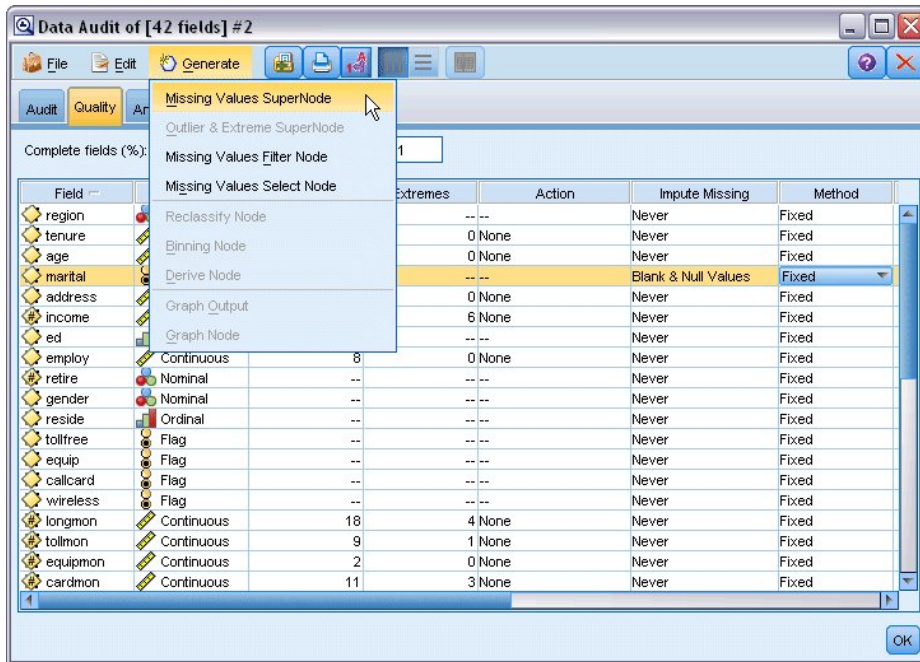 Data Audit of [42 fields] #2
File Edit Generate
Audit Quality An
Missing Values SuperNode
Outlier & Extreme SuperNode
Missing Values Filter Node
Missing Values Select Node
Reclassify Node
Binning Node
Derive Node
Graph Output
Graph Node
Complete fields (%): 1
Field Extremes Action Impute Missing Method
region -- -- Never Fixed
tenure 0 None Never Fixed
age 0 None Never Fixed
marital -- -- Blank & Null Values Fixed
address 0 None Never Fixed
income 6 None Never Fixed
ed -- -- Never Fixed
employ Continuous 8 0 None Never Fixed
retire Nominal -- -- -- Never Fixed
gender Nominal -- -- -- Never Fixed
reside Ordinal -- -- -- Never Fixed
tollfree Flag -- -- -- Never Fixed
equip Flag -- -- -- Never Fixed
callcard Flag -- -- -- Never Fixed
wireless Flag -- -- -- Never Fixed
longmon Continuous 18 4 None Never Fixed
tollmon Continuous 9 1 None Never Fixed
equipmon Continuous 2 0 None Never Fixed
cardmon Continuous 11 3 None Never Fixed
OK